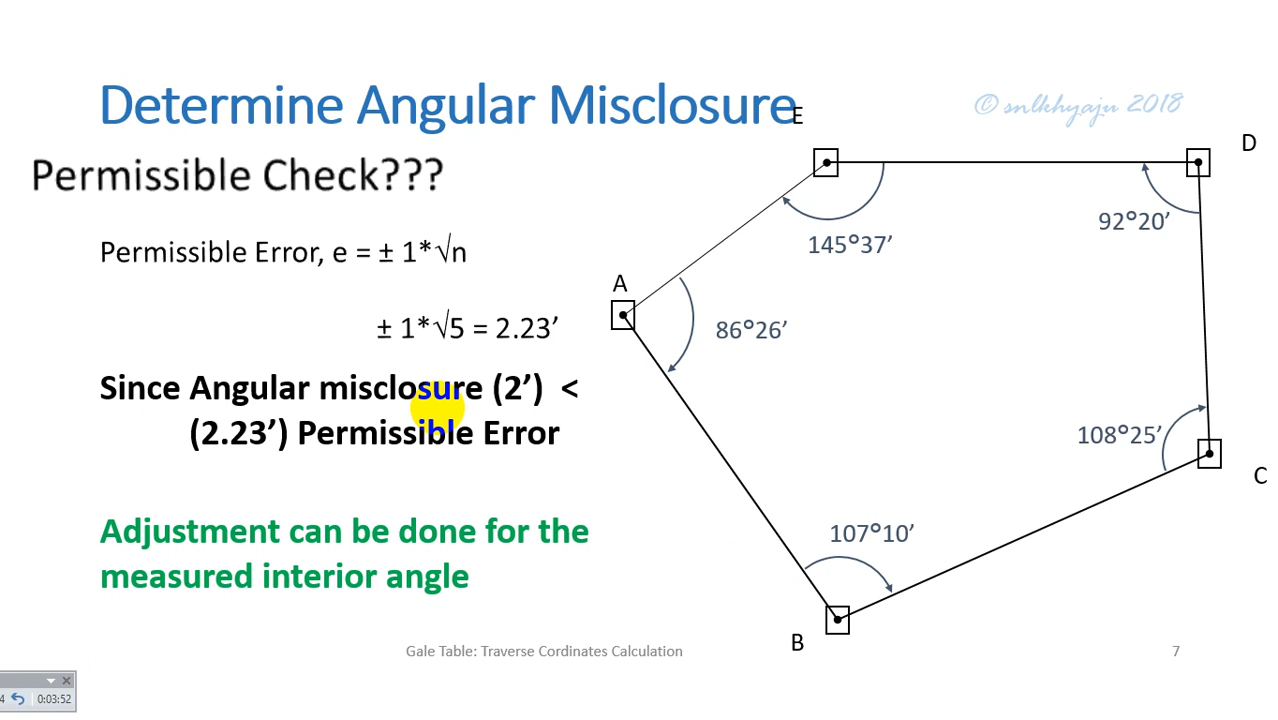 Determine Angular Misclosure
© snlkhyaju 2018
Permissible Check???
Permissible Error, e = ± 1*√n
± 1*√5 = 2.23’
Since Angular misclosure (2’) <
(2.23’) Permissible Error
Adjustment can be done for the
measured interior angle
E
D
92°20’
145°37’
A
86°26’
108°25’
C
107°10’
B
Gale Table: Traverse Cordinates Calculation
7
4
0:03:52